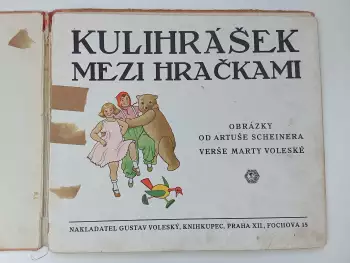 KULIHRÁŠEK
MEZI HRAČKAMI
OBRÁZKY
OD ARTUŠE SCHEINERA
VERŠE MARTY VOLESKÉ
NAKLADATEL GUSTAV VOLESKÝ, KNIHKUPEC, PRAHA XII., FOCHOVA 15